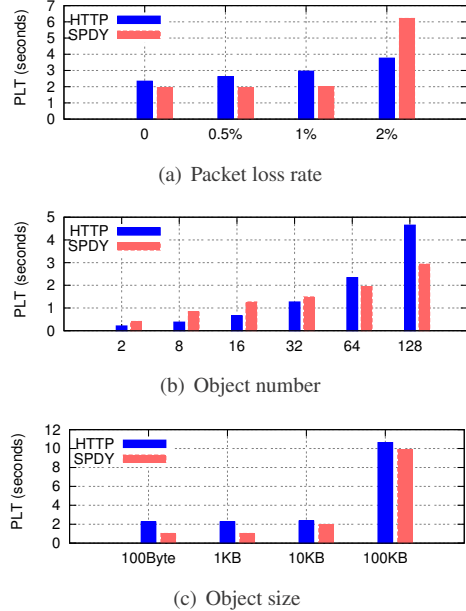 7
6
5
4
3
2
1
0
PLT (seconds)
HTTP
SPDY
0 0.5% 1% 2%
(a) Packet loss rate
5
4
3
2
1
0
PLT (seconds)
HTTP
SPDY
2 8 16 32 64 128
(b) Object number
12
10
8
6
4
2
0
PLT (seconds)
HTTP
SPDY
100Byte 1KB 10KB 100KB
(c) Object size